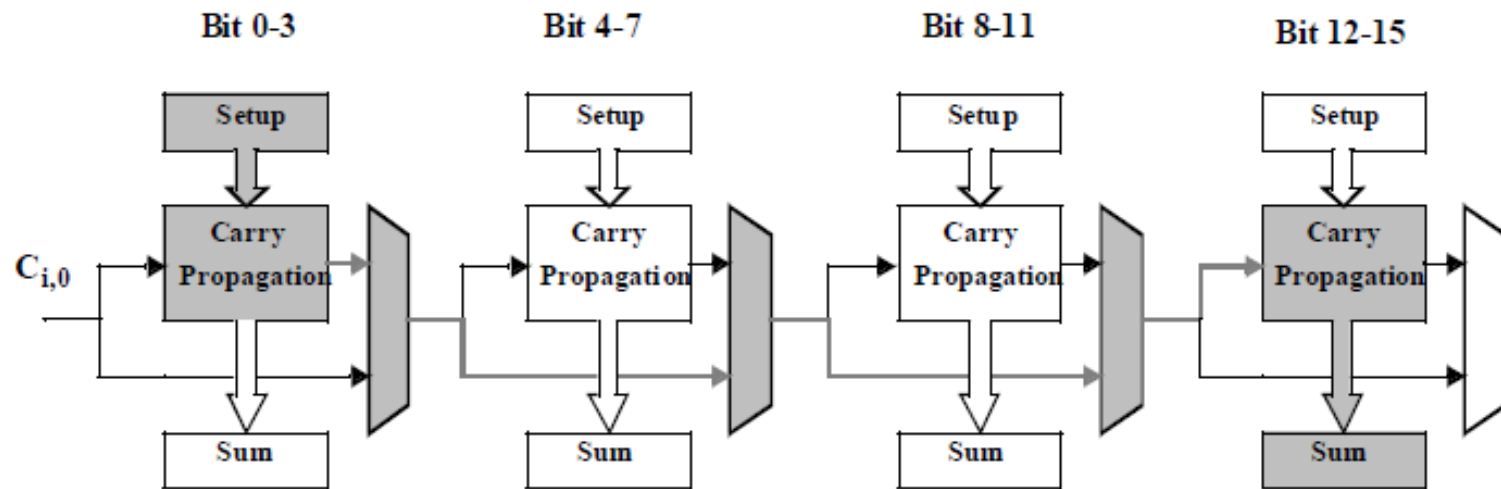 Bit 0-3 Bit 4-7 Bit 8-11 Bit 12-15
Setup Setup Setup Setup
Carry Carry Carry Carry
C_{i,0} Propagation Propagation Propagation Propagation
Sum Sum Sum Sum